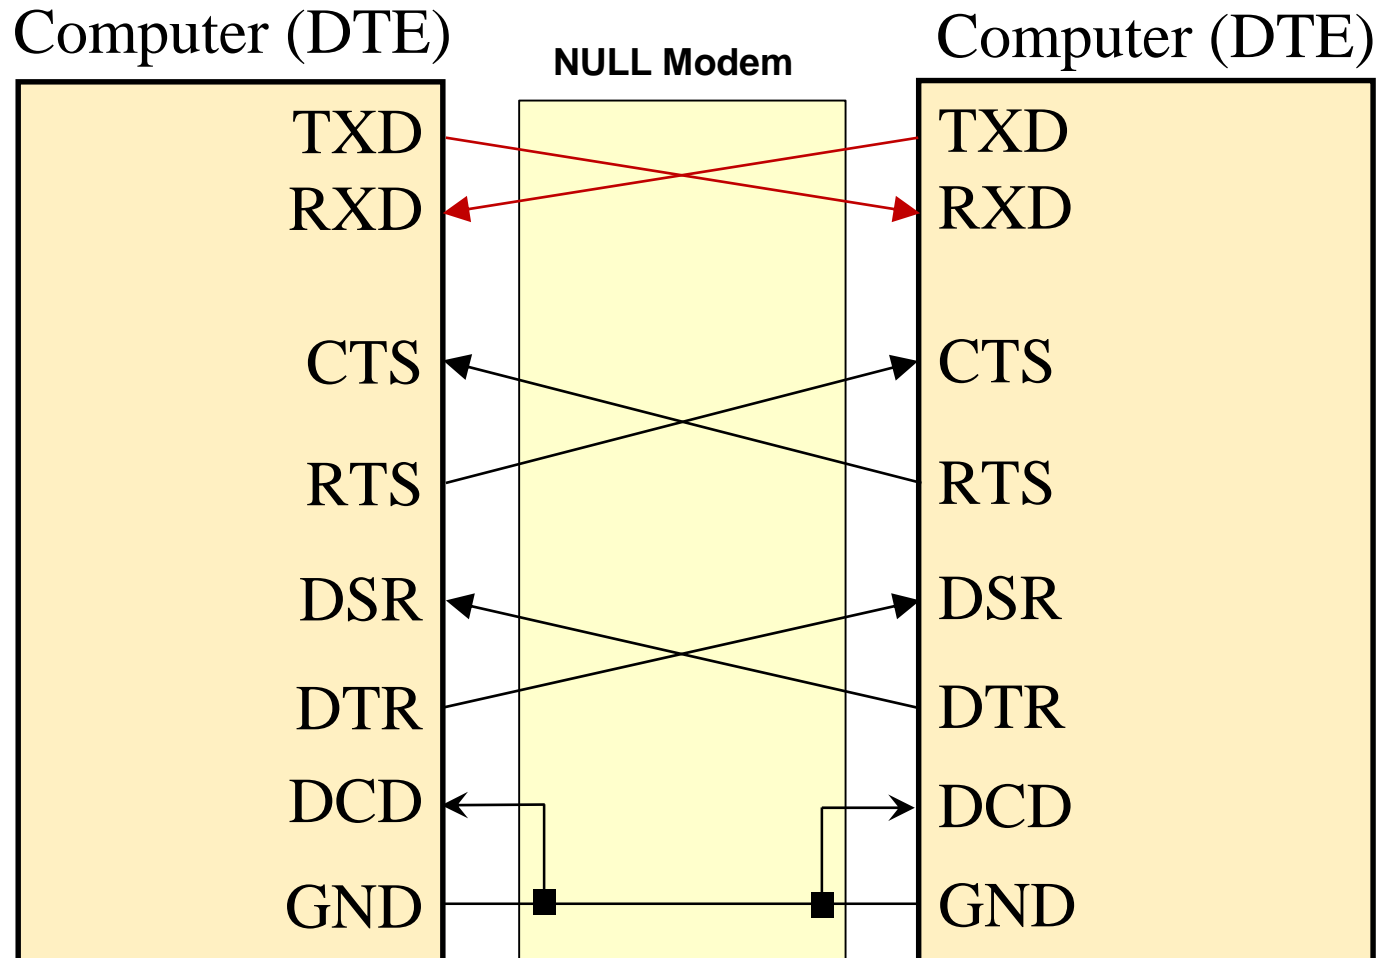 Computer (DTE)
NULL Modem
Computer (DTE)
TXD
TXD
RXD
RXD
CTS
CTS
RTS
RTS
DSR
DSR
DTR
DTR
DCD
DCD
GND
GND